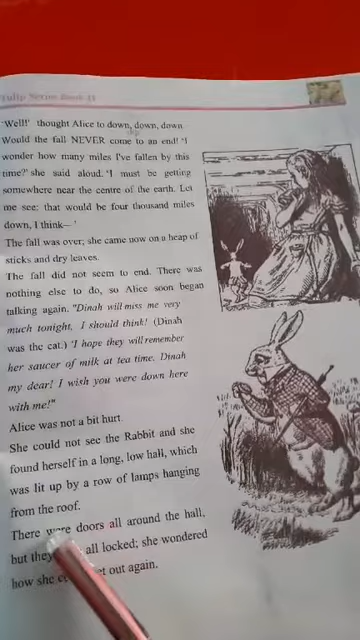 Tulip Series Book II
'Well!' thought Alice to down, down, down
Would the fall NEVER come to an end! 'I
wonder how many miles I've fallen by this
time?' she said aloud. 'I must be getting
somewhere near the centre of the earth. Let
me see: that would be four thousand miles
down, I think— '
The fall was over; she came now on a heap of
sticks and dry leaves.
The fall did not seem to end. There was
nothing else to do, so Alice soon began
talking again. "Dinah will miss me very
much tonight, I should think! (Dinah
was the cat.) 'I hope they will remember
her saucer of milk at tea time. Dinah
my dear! I wish you were down here
with me!"
Alice was not a bit hurt.
She could not see the Rabbit and she
found herself in a long, low hall, which
was lit up by a row of lamps hanging
from the roof.
There were doors all around the hall,
but they all locked; she wondered
how she out again.